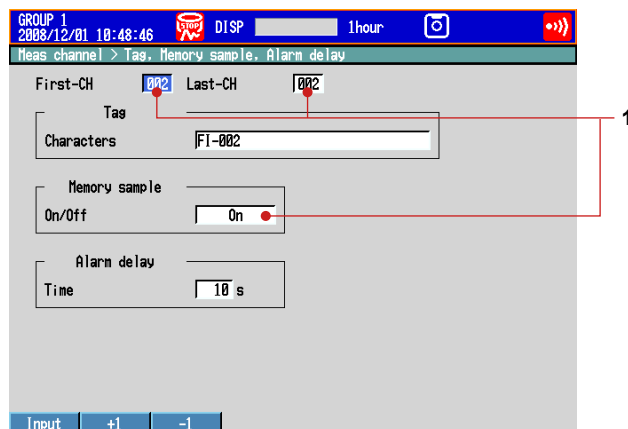 GROUP 1
2008/12/01 10:48:46 STOP DISP 1hour
Meas channel > Tag, Memory sample, Alarm delay
First-CH 002 Last-CH 002
1
Tag
Characters FI-002
Memory sample
On/Off On
Alarm delay
Time 10 s
Input +1 -1